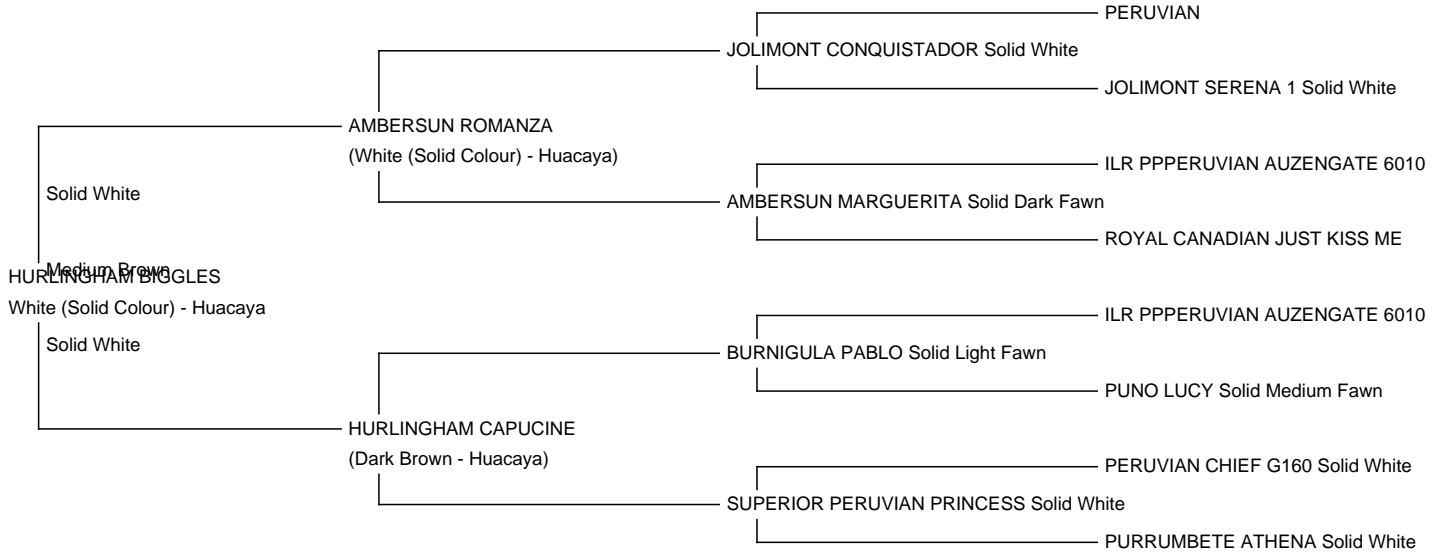 PERUVIAN
JOLIMONT CONQUISTADOR Solid White
JOLIMONT SERENA 1 Solid White
AMBERSUN ROMANZA
(White (Solid Colour) - Huacaya)
ILR PPPERUVIAN AUZENGATE 6010
Solid White
AMBERSUN MARGUERITA Solid Dark Fawn
ROYAL CANADIAN JUST KISS ME
Medium Brown
HURLINGHAM BIGGLES
White (Solid Colour) - Huacaya
ILR PPPERUVIAN AUZENGATE 6010
Solid White
BURNIGULA PABLO Solid Light Fawn
PUNO LUCY Solid Medium Fawn
HURLINGHAM CAPUCINE
(Dark Brown - Huacaya)
PERUVIAN CHIEF G160 Solid White
SUPERIOR PERUVIAN PRINCESS Solid White
PURRUMBETE ATHENA Solid White